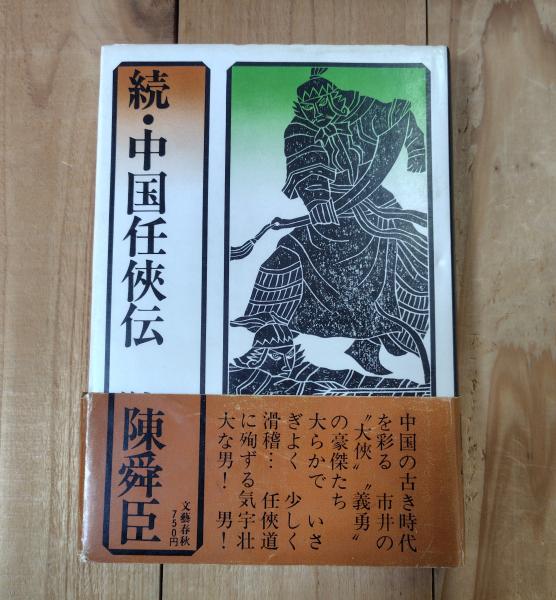 続・中国任俠伝
陳舜臣
文藝春秋
750円
中国の古き時代
を彩る 市井の
〝大俠〟〝義勇〟
の豪傑たち
大らかで いさ
ぎよく 少しく
滑稽… 任俠道
に殉ずる気宇壮
大な男! 男!